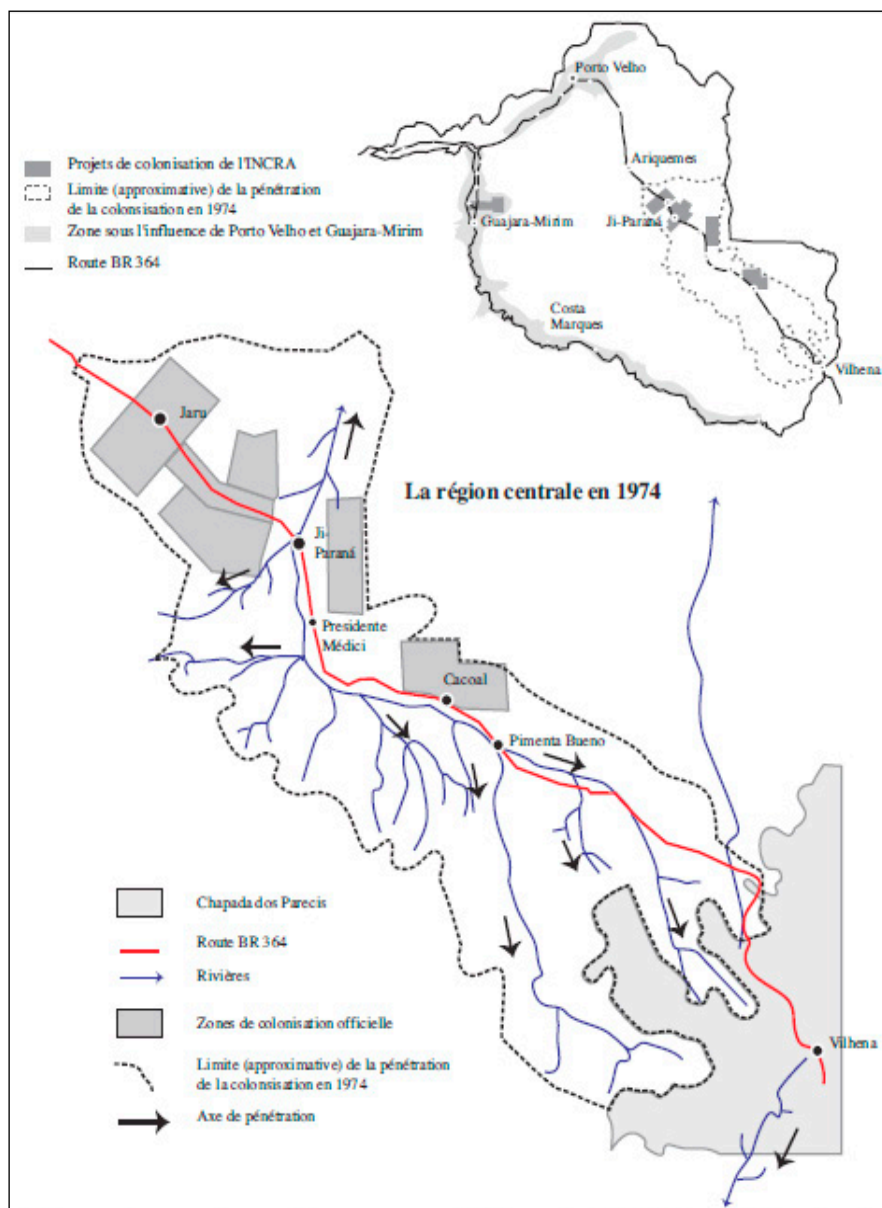 Porto Velho
Projets de colonisation de l'INCRA
Limite (approximative) de la pénétration
de la colonsisation en 1974
Zone sous l'influence de Porto Velho et Guajara-Mirim
Route BR 364
Ariquemes
Ji-Paraná
Guajara-Mirim
Costa
Marques
Vilhena
Jaru
La région centrale en 1974
Ji-
Paraná
Presidente
Médici
Cacoal
Pimenta Bueno
Chapada dos Parecis
Route BR 364
Rivières
Zones de colonisation officielle
Limite (approximative) de la pénétration
de la colonsisation en 1974
Axe de pénétration
Vilhena